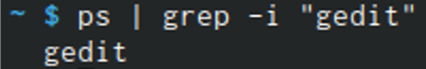 ~ $ ps | grep -i "gedit"
gedit